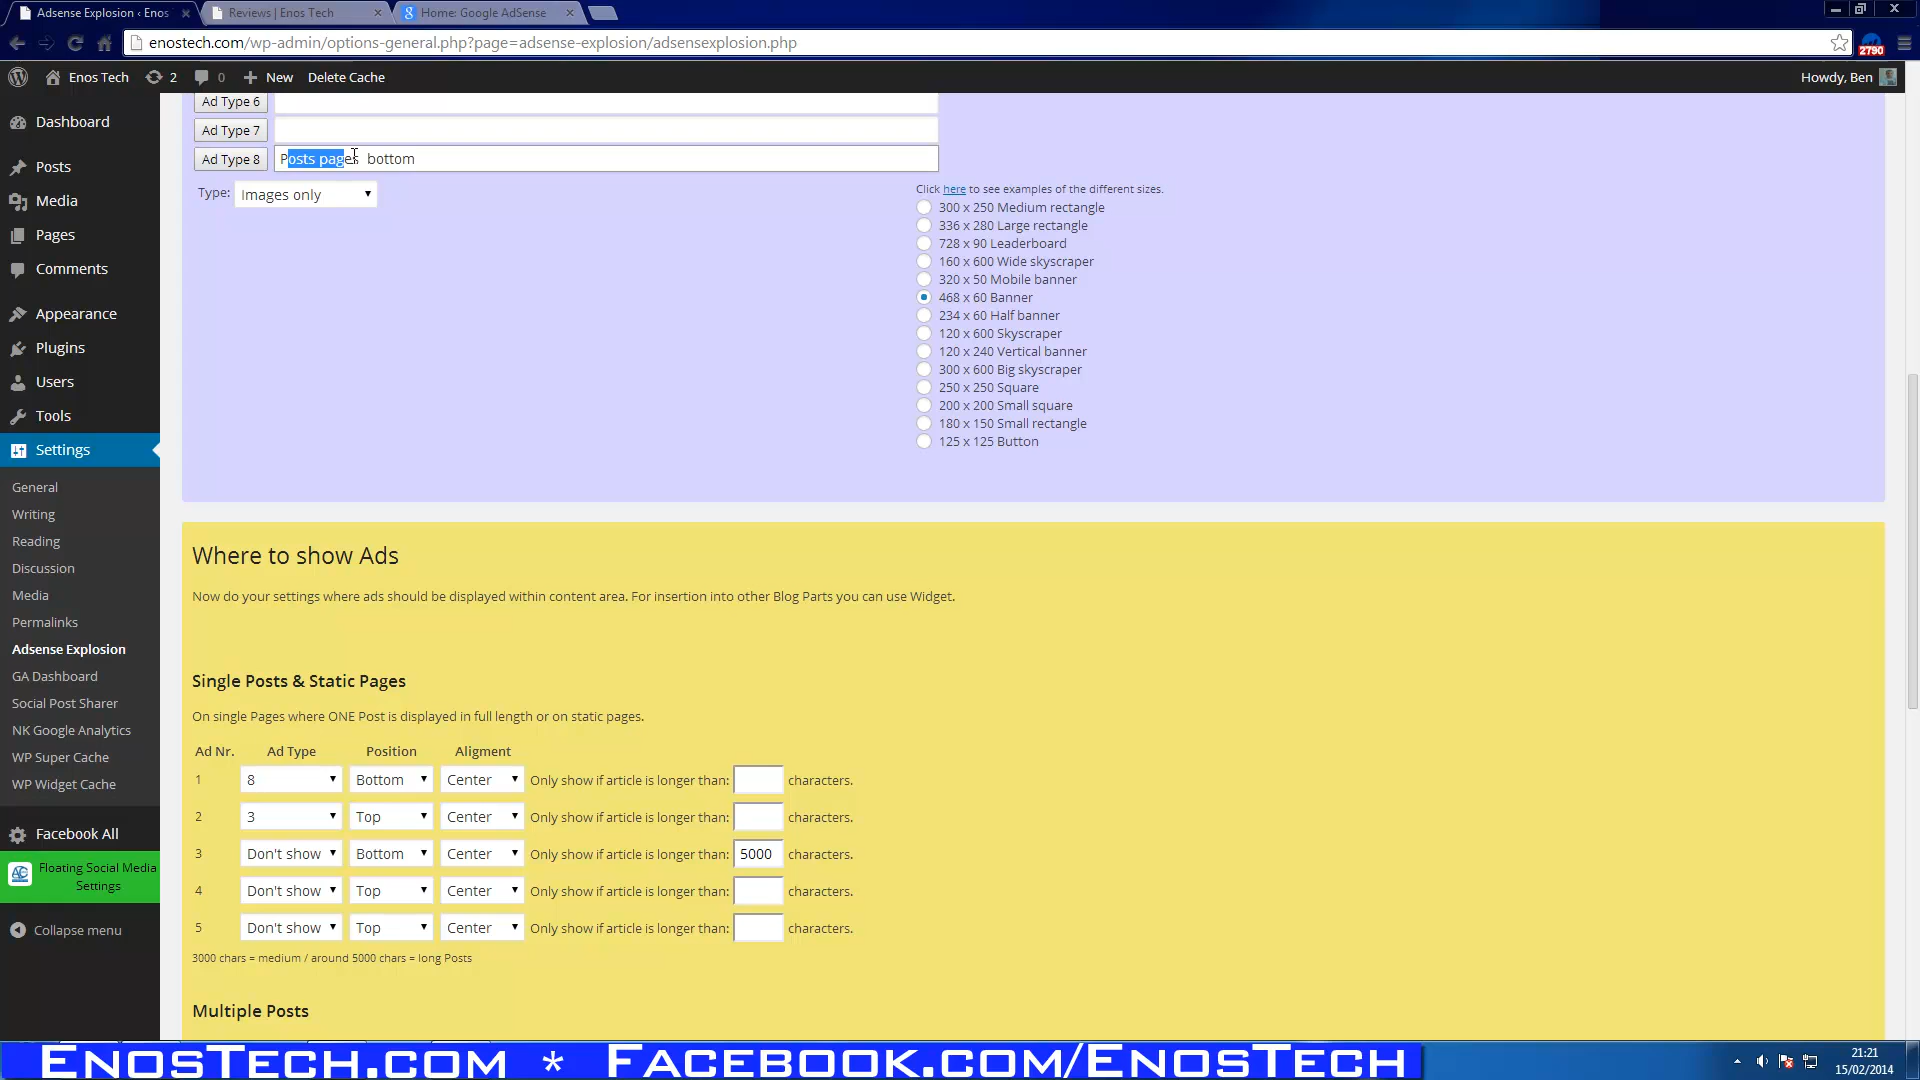 Adsense Explosion ‹ Enos
Reviews | Enos Tech
Home: Google AdSense
enostech.com/wp-admin/options-general.php?page=adsense-explosion/adsensexplosion.php
2790
Enos Tech 2 0 New Delete Cache Howdy, Ben
Dashboard
Posts
Media
Pages
Comments
Appearance
Plugins
Users
Tools
Settings
General
Writing
Reading
Discussion
Media
Permalinks
Adsense Explosion
GA Dashboard
Social Post Sharer
NK Google Analytics
WP Super Cache
WP Widget Cache
Facebook All
Floating Social Media
Settings
Collapse menu
Ad Type 6
Ad Type 7
Ad Type 8 Posts pages bottom
Type: Images only
Click here to see examples of the different sizes.
300 x 250 Medium rectangle
336 x 280 Large rectangle
728 x 90 Leaderboard
160 x 600 Wide skyscraper
320 x 50 Mobile banner
468 x 60 Banner
234 x 60 Half banner
120 x 600 Skyscraper
120 x 240 Vertical banner
300 x 600 Big skyscraper
250 x 250 Square
200 x 200 Small square
180 x 150 Small rectangle
125 x 125 Button
Where to show Ads
Now do your settings where ads should be displayed within content area. For insertion into other Blog Parts you can use Widget.
Single Posts & Static Pages
On single Pages where ONE Post is displayed in full length or on static pages.
Ad Nr. Ad Type Position Aligment
1 8 Bottom Center Only show if article is longer than: characters.
2 3 Top Center Only show if article is longer than: characters.
3 Don't show Bottom Center Only show if article is longer than: 5000 characters.
4 Don't show Top Center Only show if article is longer than: characters.
5 Don't show Top Center Only show if article is longer than: characters.
3000 chars = medium / around 5000 chars = long Posts
Multiple Posts
EnosTech.com * Facebook.com/EnosTech
21:21
15/02/2014